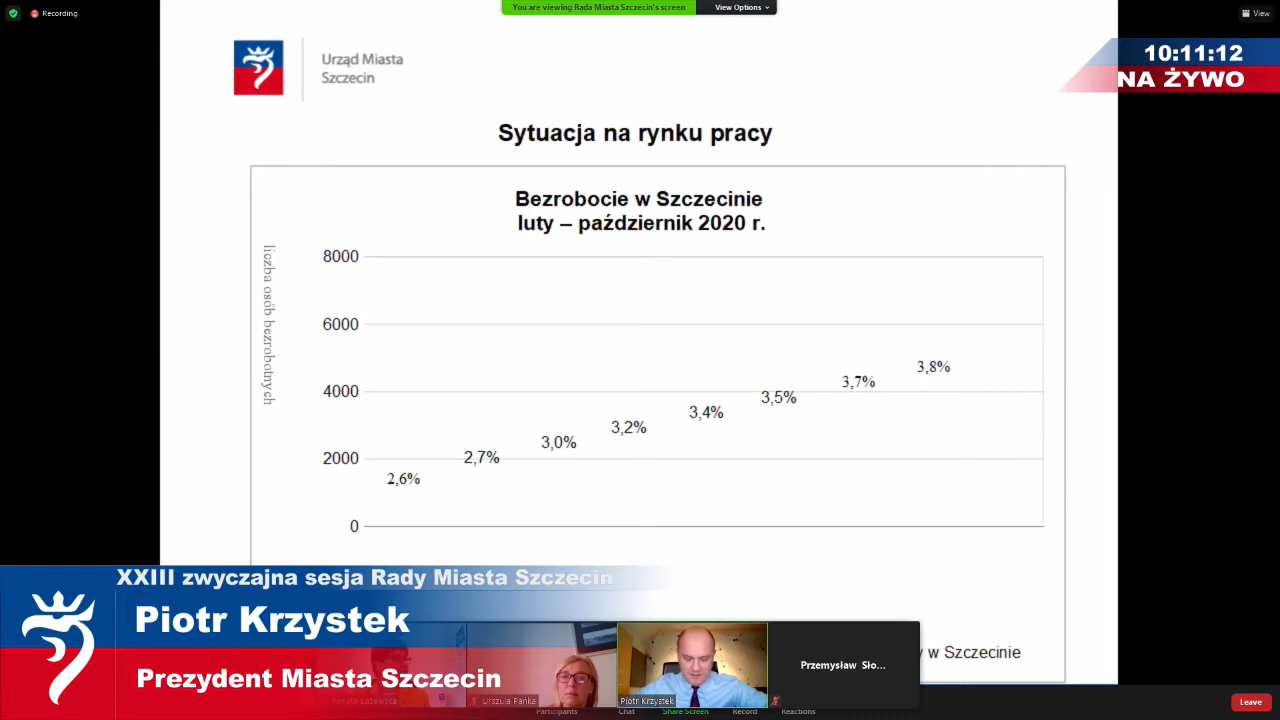 Recording
You are viewing Rada Miasta Szczecin's screen
View Options
View
Urząd Miasta
Szczecin
10:11:12
NA ŻYWO
Sytuacja na rynku pracy
Bezrobocie w Szczecinie
luty – październik 2020 r.
liczba osób bezrobotnych
8000
6000
4000
2000
0
2,6%
2,7%
3,0%
3,2%
3,4%
3,5%
3,7%
3,8%
XXIII zwyczajna sesja Rady Miasta Szczecin
Piotr Krzystek
Prezydent Miasta Szczecin
w Szczecinie
Przemysław Sło...
Urszula Pańka
Piotr Krzystek
Participants
Chat
Share Screen
Record
Reactions
Leave